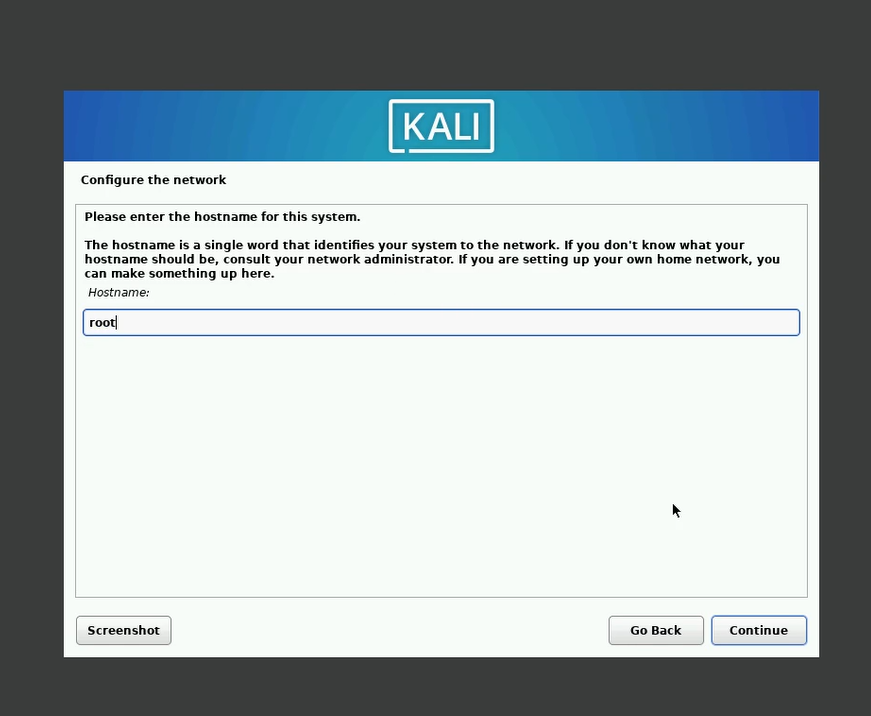 KALI
Configure the network
Please enter the hostname for this system.
The hostname is a single word that identifies your system to the network. If you don't know what your
hostname should be, consult your network administrator. If you are setting up your own home network, you
can make something up here.
Hostname:
root
Screenshot
Go Back
Continue